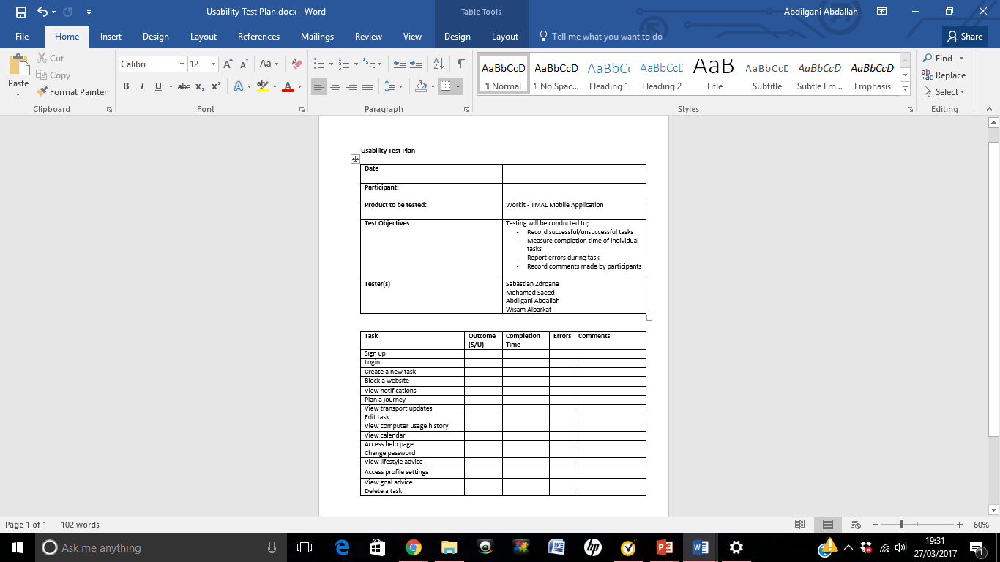 Usability Test Plan.docx - Word
Table Tools
Abdilgani Abdallah
File Home Insert Design Layout References Mailings Review View Design Layout Tell me what you want to do Share
Paste
Cut
Copy
Format Painter
Clipboard
Calibri 12 Aa
B I U abc x₂ x² A ab A
Font
Paragraph
AaBbCcD AaBbCcD AaBbCc AaBbCcD AaB AaBbCcD AaBbCcD AaBbCcD
¶ Normal ¶ No Spac... Heading 1 Heading 2 Title Subtitle Subtle Em... Emphasis
Styles
Find
Replace
Select
Editing
Usability Test Plan
Date
Participant:
Product to be tested: Workit - TMAL Mobile Application
Test Objectives Testing will be conducted to;
- Record successful/unsuccessful tasks
- Measure completion time of individual
tasks
- Report errors during task
- Record comments made by participants
Tester(s) Sebastian Zdroana
Mohamed Saeed
Abdilgani Abdallah
Wisam Albarkat
Task Outcome Completion Errors Comments
(S/U) Time
Sign up
Login
Create a new task
Block a website
View notifications
Plan a journey
View transport updates
Edit task
View computer usage history
View calendar
Access help page
Change password
View lifestyle advice
Access profile settings
View goal advice
Delete a task
Page 1 of 1 102 words 60%
Ask me anything
19:31
27/03/2017
1